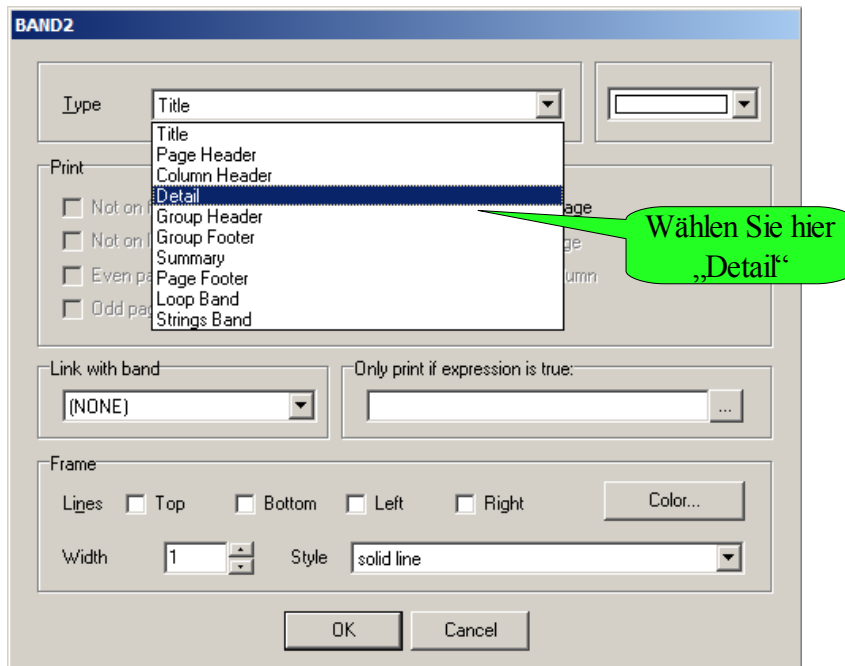 BAND2
Type Title
Title
Page Header
Column Header
Detail
Group Header
Group Footer
Summary
Page Footer
Loop Band
Strings Band
Print
Not on
age
Not on
ge
Even pa
umn
Odd pag
Wählen Sie hier
„Detail“
Link with band
(NONE)
Only print if expression is true:
...
Frame
Lines Top Bottom Left Right Color...
Width 1 Style solid line
OK Cancel